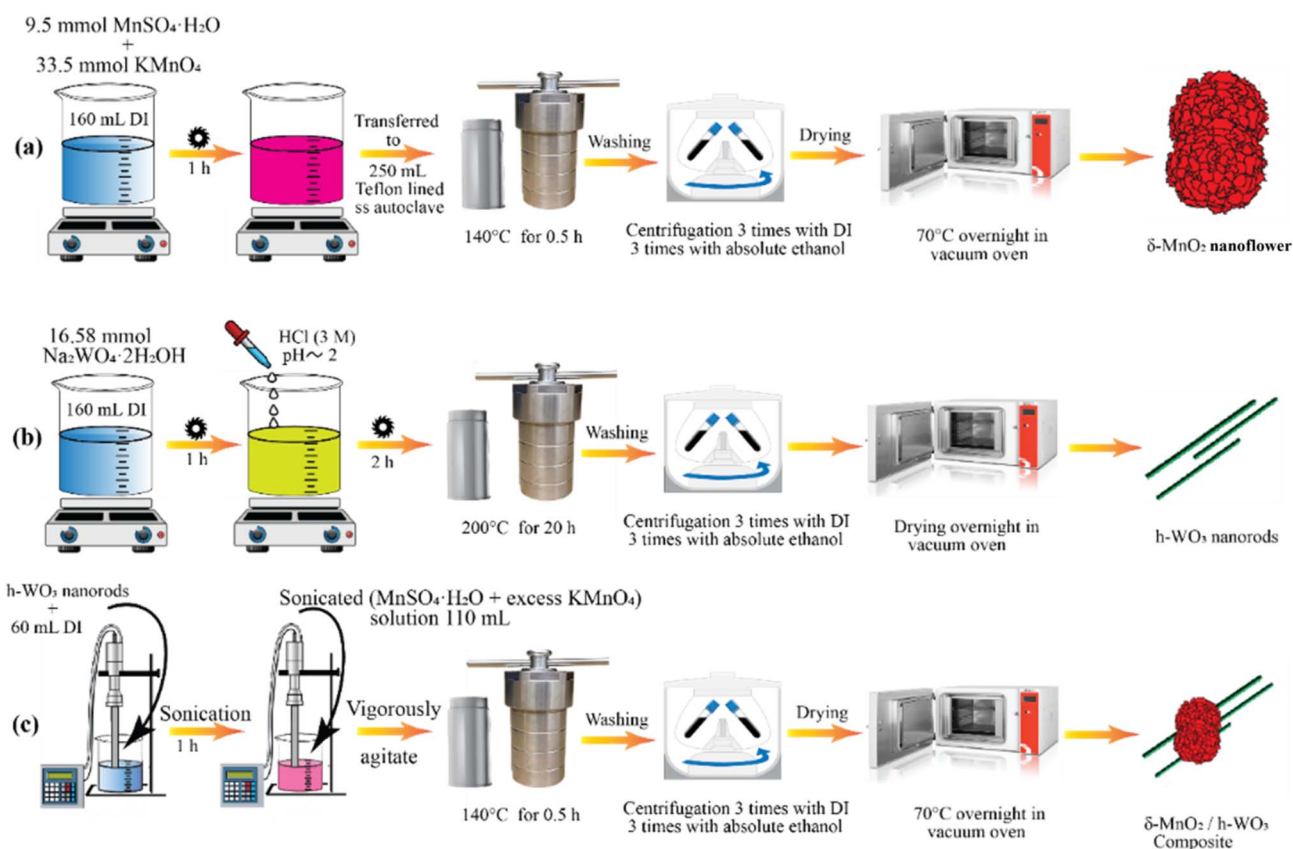 9.5 mmol MnSO₄·H₂O
+
33.5 mmol KMnO₄
160 mL DI
(a)
1 h
Transferred
to
250 mL
Teflon lined
ss autoclave
140°C for 0.5 h
Washing
Centrifugation 3 times with DI
3 times with absolute ethanol
Drying
70°C overnight in
vacuum oven
δ-MnO₂ nanoflower
16.58 mmol
Na₂WO₄·2H₂OH
160 mL DI
(b)
1 h
HCl (3 M)
pH~ 2
2 h
200°C for 20 h
Washing
Centrifugation 3 times with DI
3 times with absolute ethanol
Drying overnight in
vacuum oven
h-WO₃ nanorods
h-WO₃ nanorods
+
60 mL DI
(c)
Sonication
1 h
Sonicated (MnSO₄·H₂O + excess KMnO₄)
solution 110 mL
Vigorously
agitate
140°C for 0.5 h
Washing
Centrifugation 3 times with DI
3 times with absolute ethanol
Drying
70°C overnight in
vacuum oven
δ-MnO₂ / h-WO₃
Composite